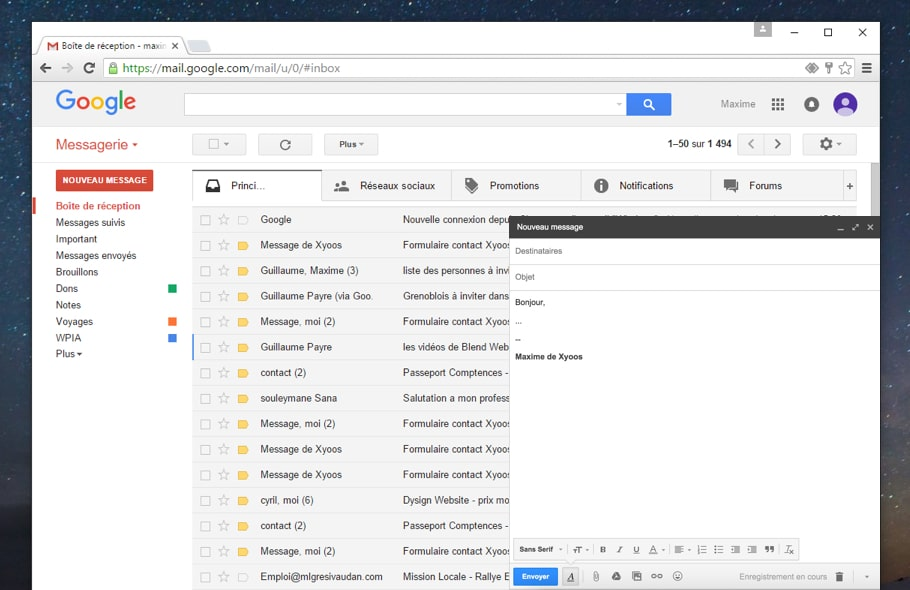 Boîte de réception - maxim
https://mail.google.com/mail/u/0/#inbox
Google
Maxime
Messagerie
Plus
1–50 sur 1 494
NOUVEAU MESSAGE
Boîte de réception
Messages suivis
Important
Messages envoyés
Brouillons
Dons
Notes
Voyages
WPIA
Plus
Princi...
Réseaux sociaux
Promotions
Notifications
Forums
+
Google Nouvelle connexion depu
Message de Xyoos Formulaire contact Xyoos
Guillaume, Maxime (3) liste des personnes à invi
Guillaume Payre (via Goo. Grenoblois à inviter dans
Message, moi (2) Formulaire contact Xyoos
Guillaume Payre les vidéos de Blend Web
contact (2) Passeport Comptences -
souleymane Sana Salutation a mon profess
Message, moi (2) Formulaire contact Xyoos
Message de Xyoos Formulaire contact Xyoos
Message de Xyoos Formulaire contact Xyoos
cyril, moi (6) Dysign Website - prix mo
contact (2) Passeport Comptences -
Message, moi (2) Formulaire contact Xyoos
Emploi@mlgresivaudan.com Mission Locale - Rallye E
Nouveau message
Destinataires
Objet
Bonjour,
...
--
Maxime de Xyoos
Sans Serif
Envoyer
Enregistrement en cours